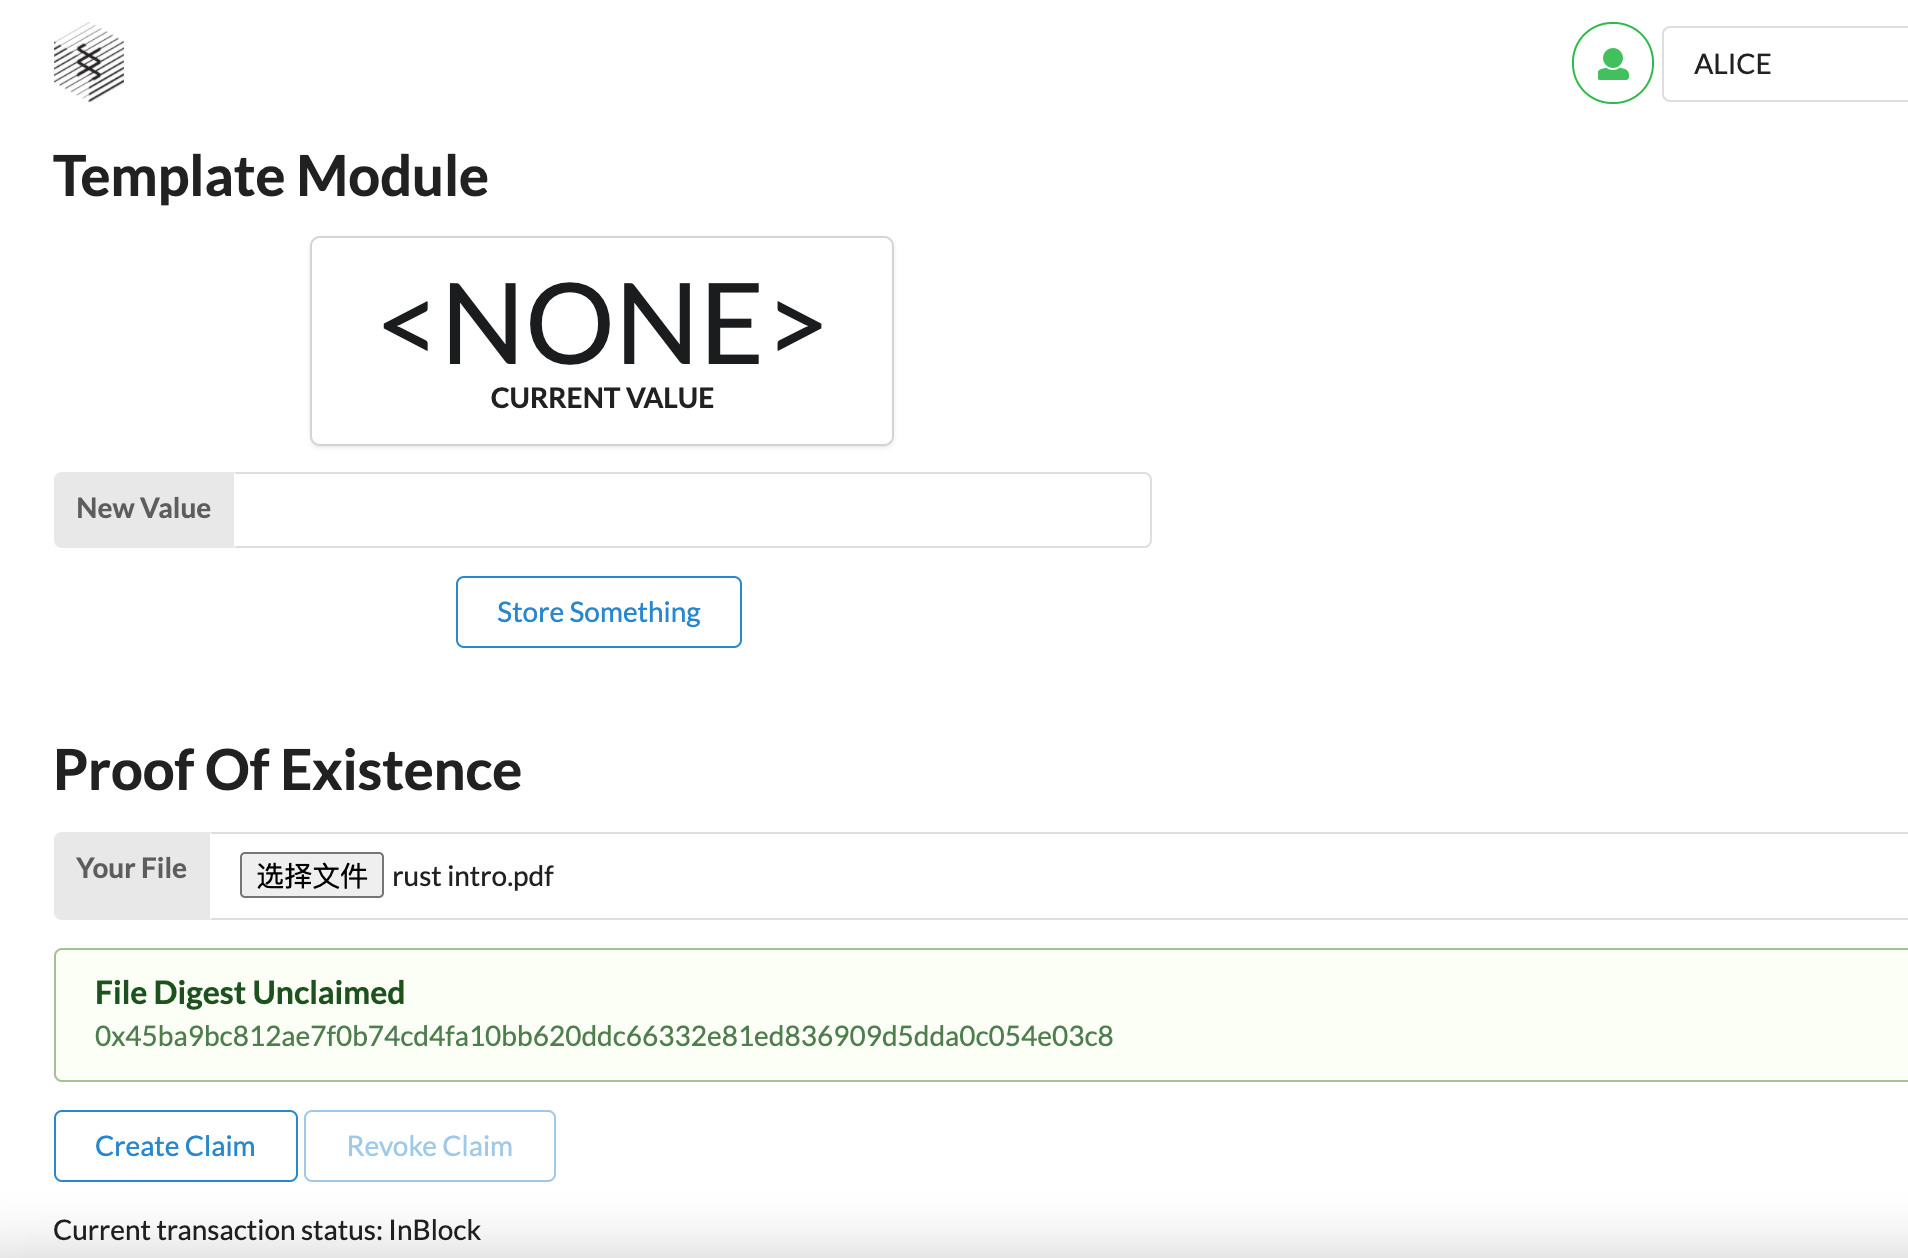 ALICE
Template Module
<NONE>
CURRENT VALUE
New Value
Store Something
Proof Of Existence
Your File 选择文件 rust intro.pdf
File Digest Unclaimed
0x45ba9bc812ae7f0b74cd4fa10bb620ddc66332e81ed836909d5dda0c054e03c8
Create Claim Revoke Claim
Current transaction status: InBlock